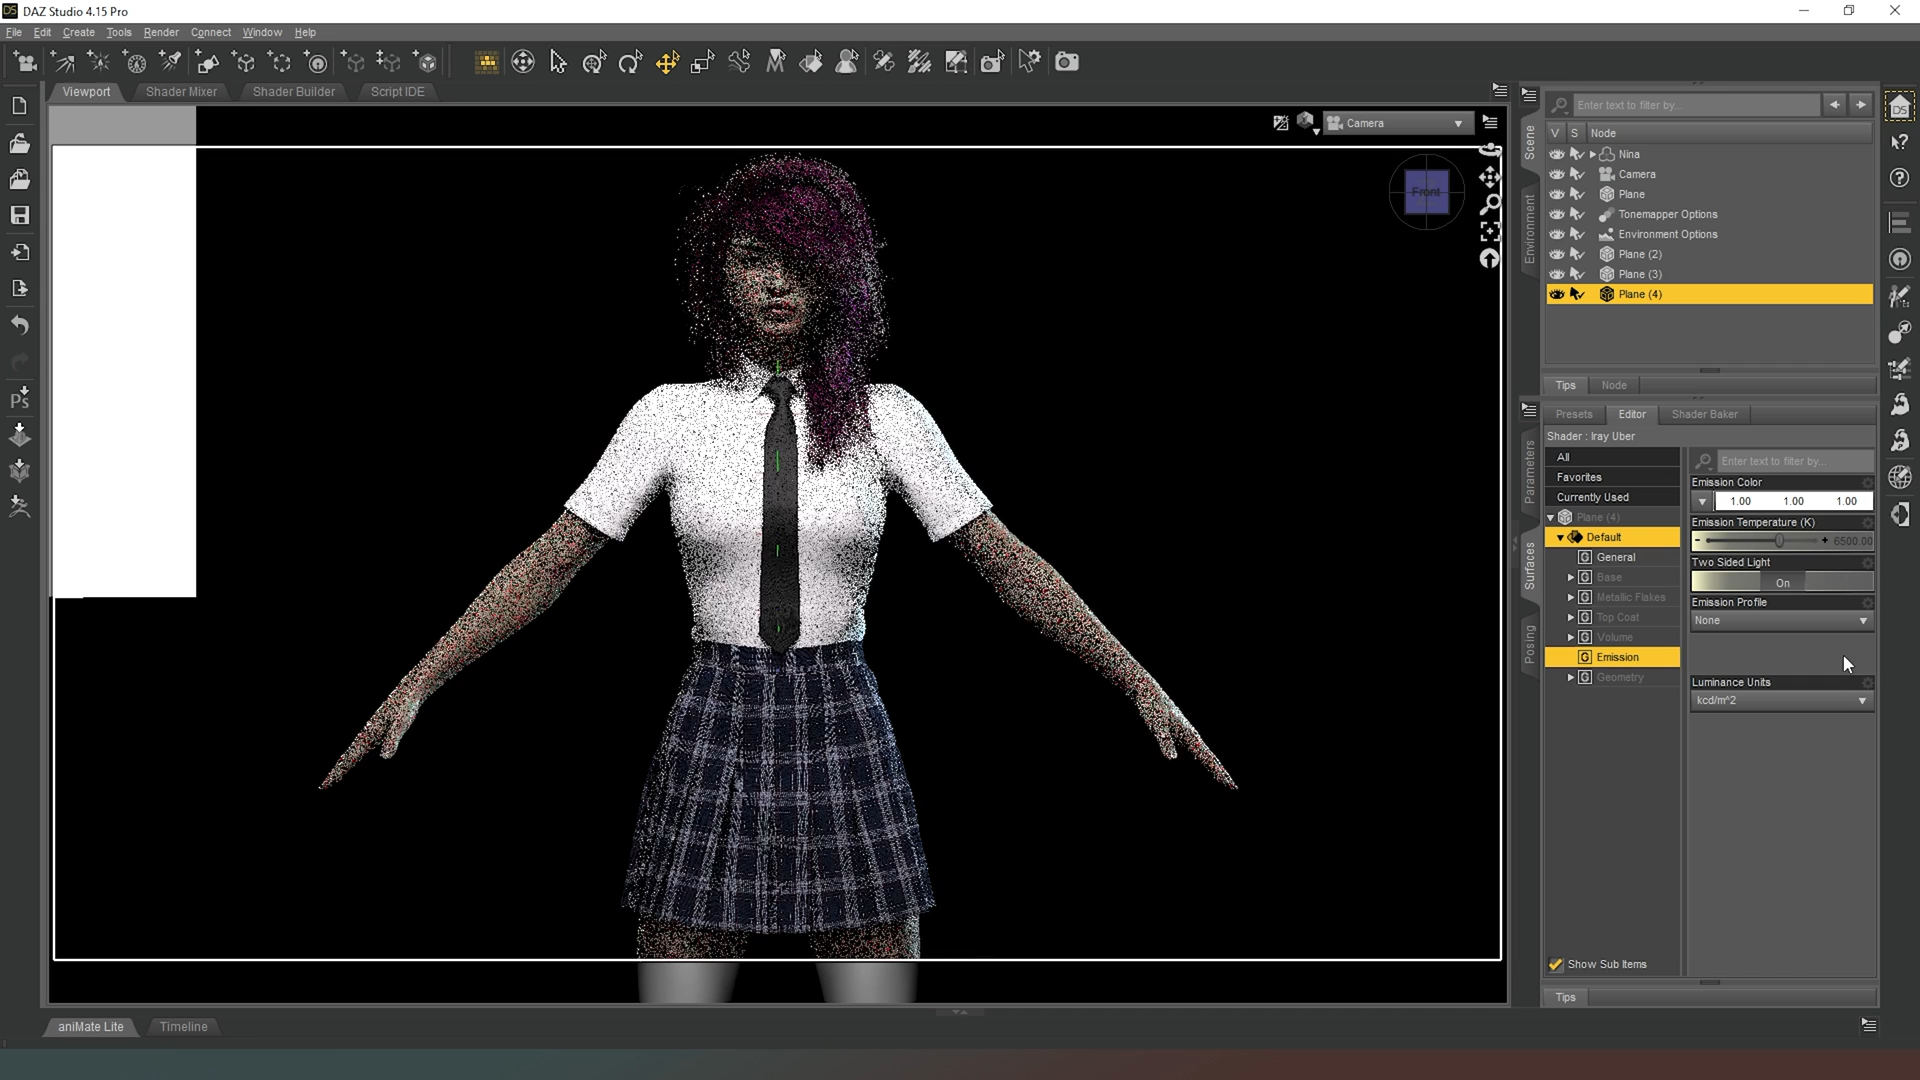 DS DAZ Studio 4.15 Pro
File Edit Create Tools Render Connect Window Help
Viewport Shader Mixer Shader Builder Script IDE
Camera
Front
Ps
Scene
Environment
Enter text to filter by...
V S Node
Nina
Camera
Plane
Tonemapper Options
Environment Options
Plane (2)
Plane (3)
Plane (4)
Tips Node
Parameters
Surfaces
Posing
Presets Editor Shader Baker
Shader : Iray Uber
All
Favorites
Currently Used
Plane (4)
Default
G General
G Base
G Metallic Flakes
G Top Coat
G Volume
G Emission
G Geometry
Show Sub Items
Enter text to filter by...
Emission Color
1.00 1.00 1.00
Emission Temperature (K)
- + 6500.00
Two Sided Light
On
Emission Profile
None
Luminance Units
kcd/m^2
Tips
DS
aniMate Lite Timeline